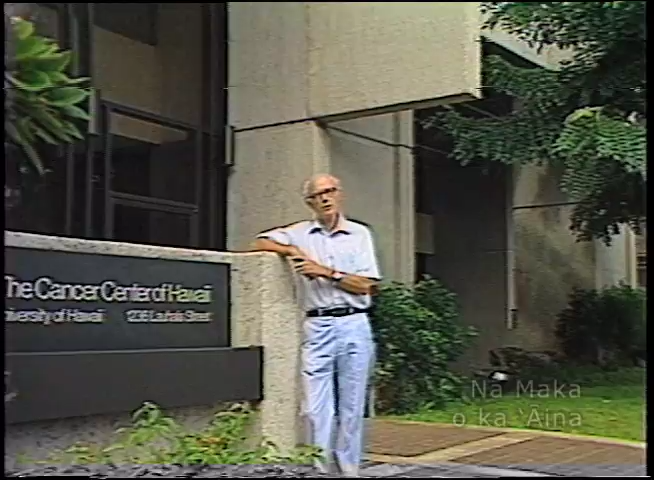 The Cancer Center of Hawaii
University of Hawaii 1236 Lauhala Street
Nā Maka
o ka ʻĀina